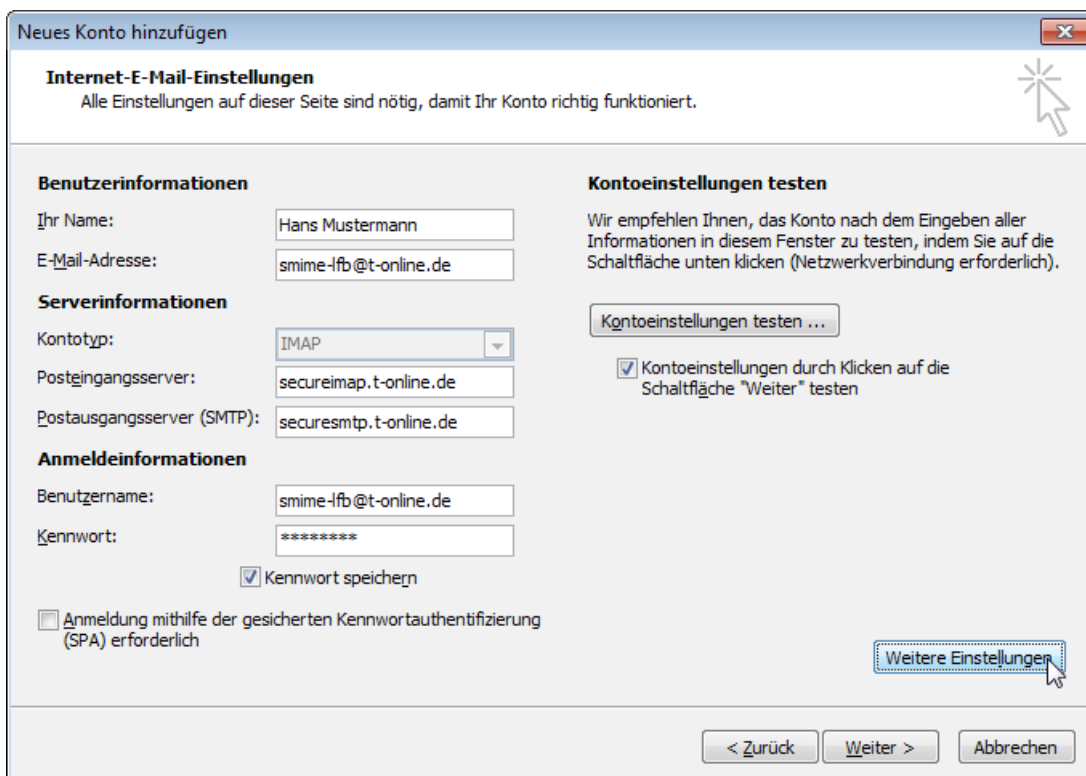 Neues Konto hinzufügen
Internet-E-Mail-Einstellungen
Alle Einstellungen auf dieser Seite sind nötig, damit Ihr Konto richtig funktioniert.
Benutzerinformationen
Ihr Name:
Hans Mustermann
E-Mail-Adresse:
smime-lfb@t-online.de
Serverinformationen
Kontotyp:
IMAP
Posteingangsserver:
secureimap.t-online.de
Postausgangsserver (SMTP):
securesmtp.t-online.de
Anmeldeinformationen
Benutzername:
smime-lfb@t-online.de
Kennwort:
********
Kennwort speichern
Anmeldung mithilfe der gesicherten Kennwortauthentifizierung
(SPA) erforderlich
Kontoeinstellungen testen
Wir empfehlen Ihnen, das Konto nach dem Eingeben aller
Informationen in diesem Fenster zu testen, indem Sie auf die
Schaltfläche unten klicken (Netzwerkverbindung erforderlich).
Kontoeinstellungen testen ...
Kontoeinstellungen durch Klicken auf die
Schaltfläche "Weiter" testen
Weitere Einstellungen
< Zurück
Weiter >
Abbrechen